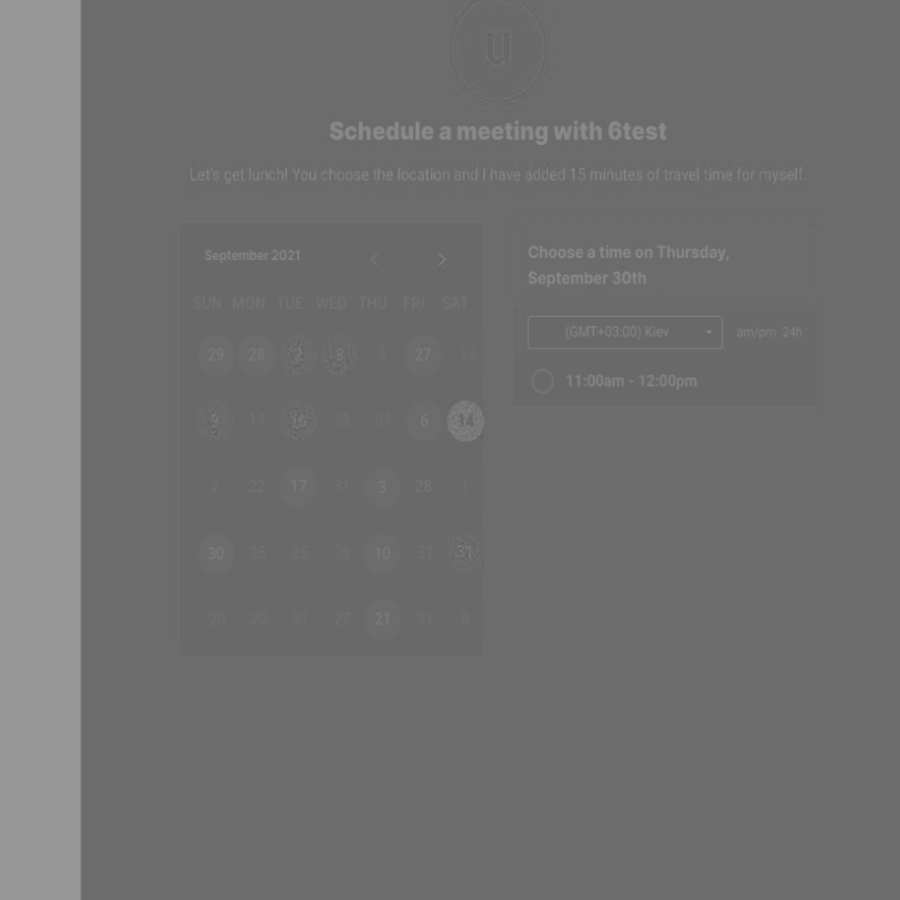 u
Schedule a meeting with 6test
Let's get lunch! You choose the location and I have added 15 minutes of travel time for myself.
September 2021
SUN MON TUE WED THU FRI SAT
29 28 9 27 13
14 16 25 31 6 14
2 22 17 31 3 28 1
30 25 25 26 10 31 31
20 20 31 27 21 31 8
Choose a time on Thursday,
September 30th
(GMT+03:00) Kiev am/pm 24h
11:00am - 12:00pm